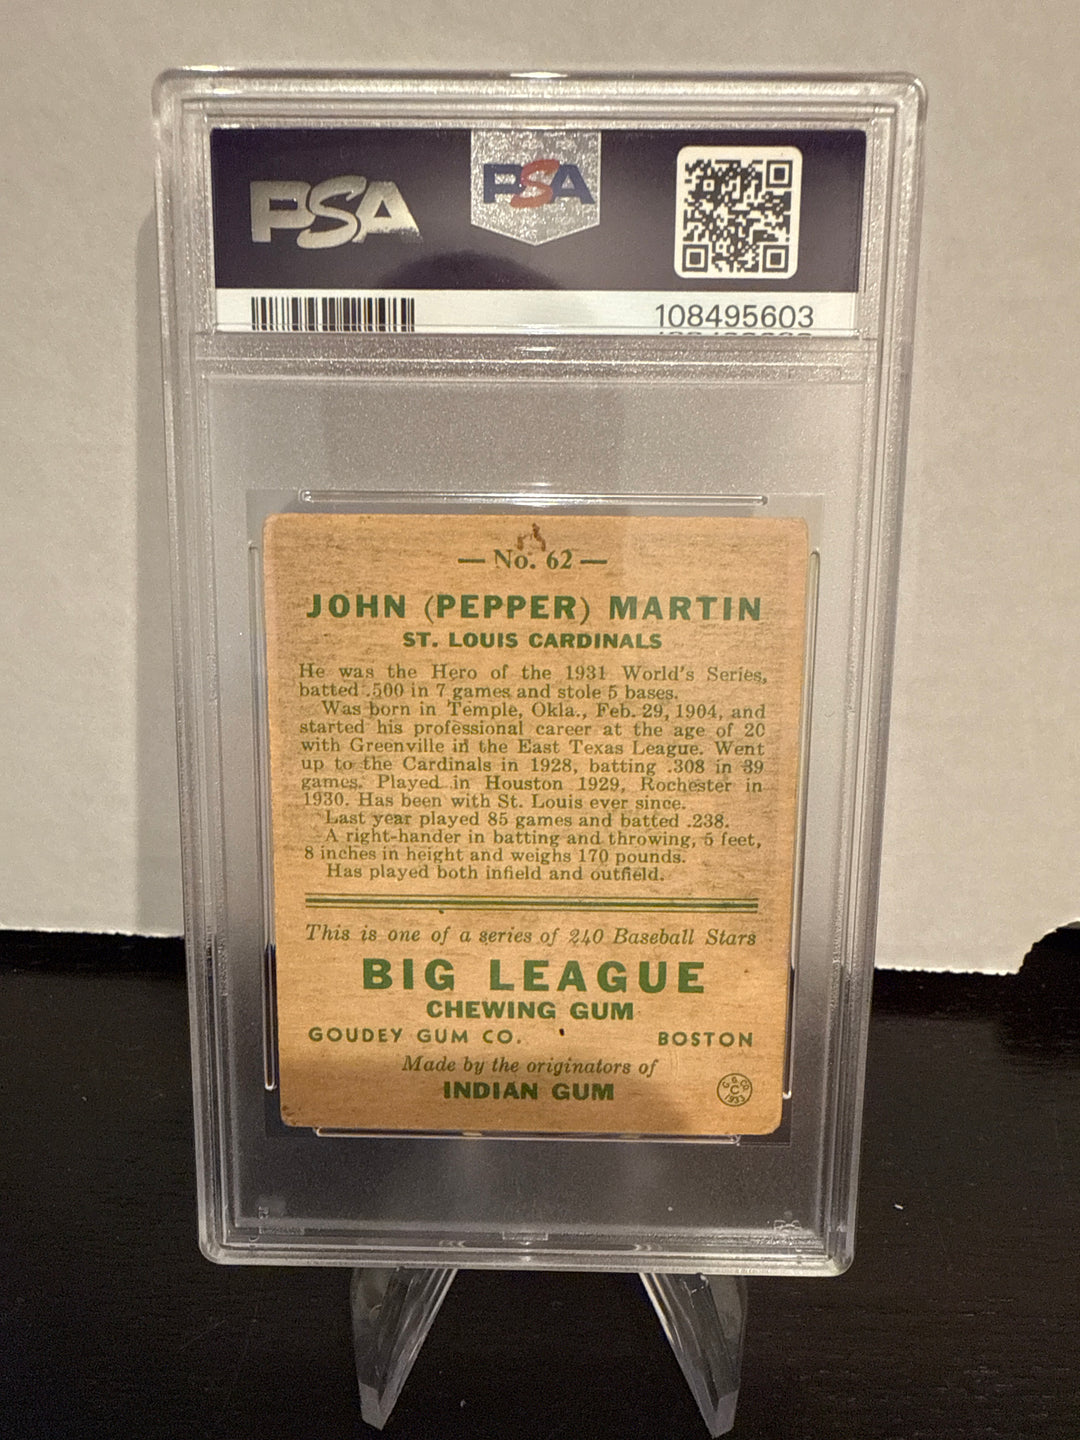 PSA
PSA
108495603
— No. 62 —
JOHN (PEPPER) MARTIN
ST. LOUIS CARDINALS
He was the Hero of the 1931 World's Series,
batted .500 in 7 games and stole 5 bases.
Was born in Temple, Okla., Feb. 29, 1904, and
started his professional career at the age of 20
with Greenville in the East Texas League. Went
up to the Cardinals in 1928, batting .308 in 39
games. Played in Houston 1929, Rochester in
1930. Has been with St. Louis ever since.
Last year played 85 games and batted .238.
A right-hander in batting and throwing, 5 feet,
8 inches in height and weighs 170 pounds.
Has played both infield and outfield.
This is one of a series of 240 Baseball Stars
BIG LEAGUE
CHEWING GUM
GOUDEY GUM CO. BOSTON
Made by the originators of
INDIAN GUM
C
1933